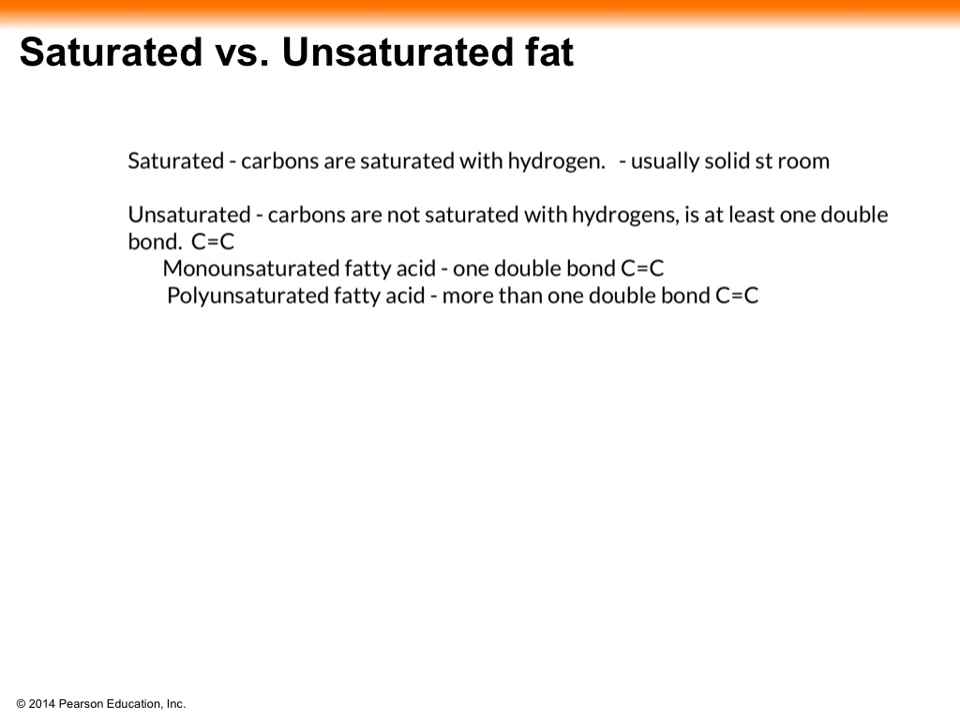 Saturated vs. Unsaturated fat
Saturated - carbons are saturated with hydrogen.  - usually solid st room
Unsaturated - carbons are not saturated with hydrogens, is at least one double
bond. C=C
Monounsaturated fatty acid - one double bond C=C
Polyunsaturated fatty acid - more than one double bond C=C
© 2014 Pearson Education, Inc.